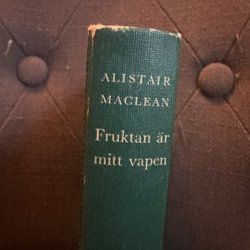 ALISTAIR
MACLEAN
Fruktan är
mitt vapen